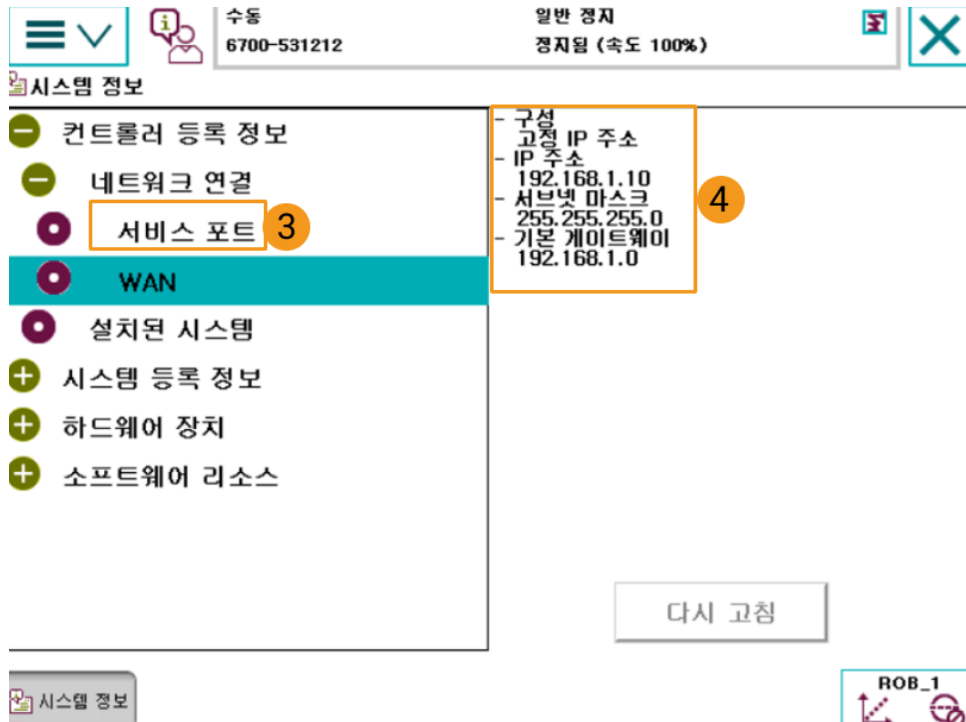 수동
6700-531212
일반 정지
정지됨 (속도 100%)
시스템 정보
컨트롤러 등록 정보
네트워크 연결
서비스 포트
3
WAN
설치된 시스템
시스템 등록 정보
하드웨어 장치
소프트웨어 리소스
- 구성
고정 IP 주소
- IP 주소
192.168.1.10
- 서브넷 마스크
255.255.255.0
- 기본 게이트웨이
192.168.1.0
4
다시 고침
시스템 정보
ROB_1